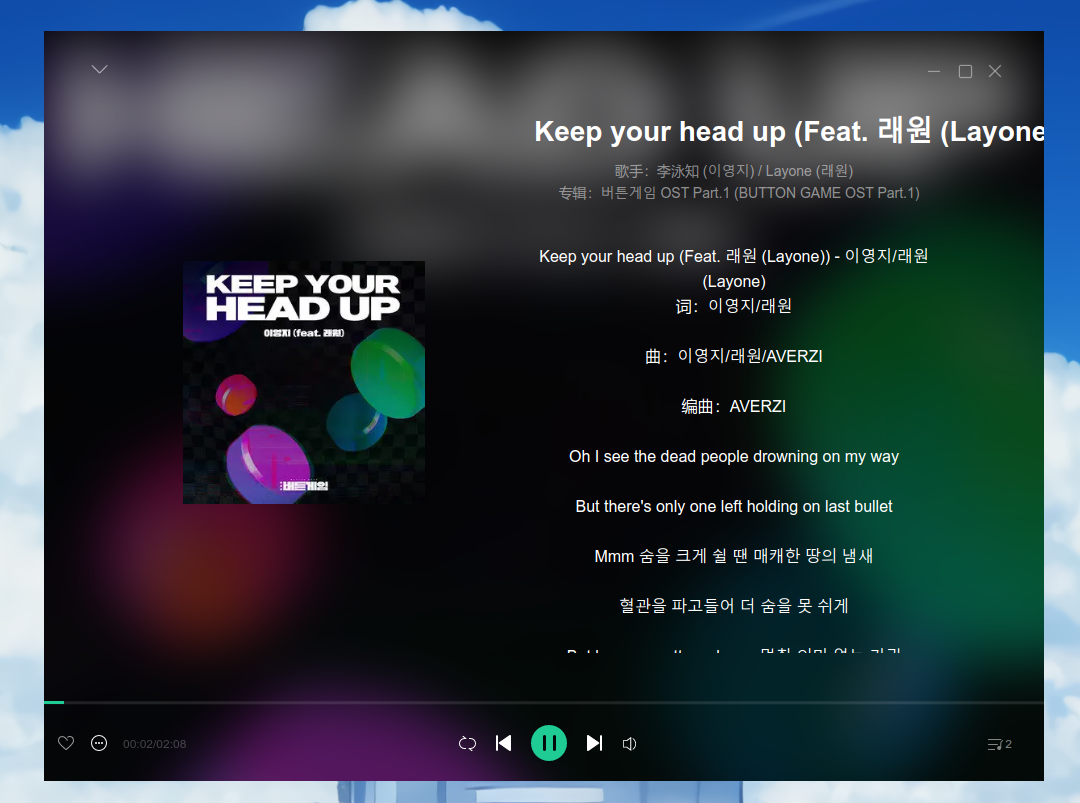 Keep your head up (Feat. 래원 (Layone
歌手：李泳知 (이영지) / Layone (래원)
专辑：버튼게임 OST Part.1 (BUTTON GAME OST Part.1)
KEEP YOUR
HEAD UP
이영지 (feat. 래원)
버튼게임
Keep your head up (Feat. 래원 (Layone)) - 이영지/래원
(Layone)
词：이영지/래원
曲：이영지/래원/AVERZI
编曲：AVERZI
Oh I see the dead people drowning on my way
But there's only one left holding on last bullet
Mmm 숨을 크게 쉴 땐 매캐한 땅의 냄새
혈관을 파고들어 더 숨을 못 쉬게
00:02/02:08
2